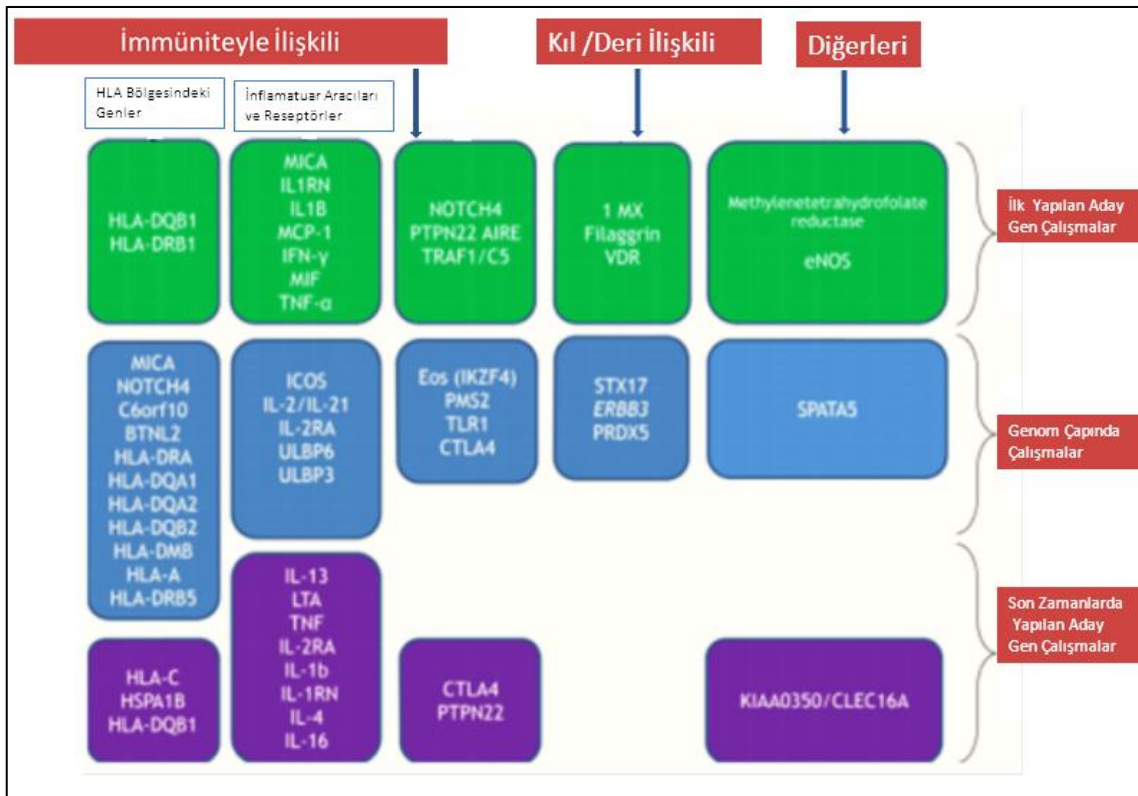 İmmüniteyle İlişkili
Kıl /Deri İlişkili
Diğerleri
HLA Bölgesindeki
Genler
İnflamatuar Aracıları
ve Reseptörler
HLA-DQB1
HLA-DRB1
MICA
IL1RN
IL1B
MCP-1
IFN-γ
MIF
TNF-α
NOTCH4
PTPN22 AIRE
TRAF1/C5
1 MX
Filaggrin
VDR
Methylenetetrahydrofolate
reductase
eNOS
İlk Yapılan Aday
Gen Çalışmalar
MICA
NOTCH4
C6orf10
BTNL2
HLA-DRA
HLA-DQA1
HLA-DQA2
HLA-DQB2
HLA-DMB
HLA-A
HLA-DRB5
ICOS
IL-2/IL-21
IL-2RA
ULBP6
ULBP3
Eos (IKZF4)
PMS2
TLR1
CTLA4
STX17
ERBB3
PRDX5
SPATA5
Genom Çapında
Çalışmalar
HLA-C
HSPA1B
HLA-DQB1
IL-13
LTA
TNF
IL-2RA
IL-1b
IL-1RN
IL-4
IL-16
CTLA4
PTPN22
KIAA0350/CLEC16A
Son Zamanlarda
Yapılan Aday
Gen Çalışmalar